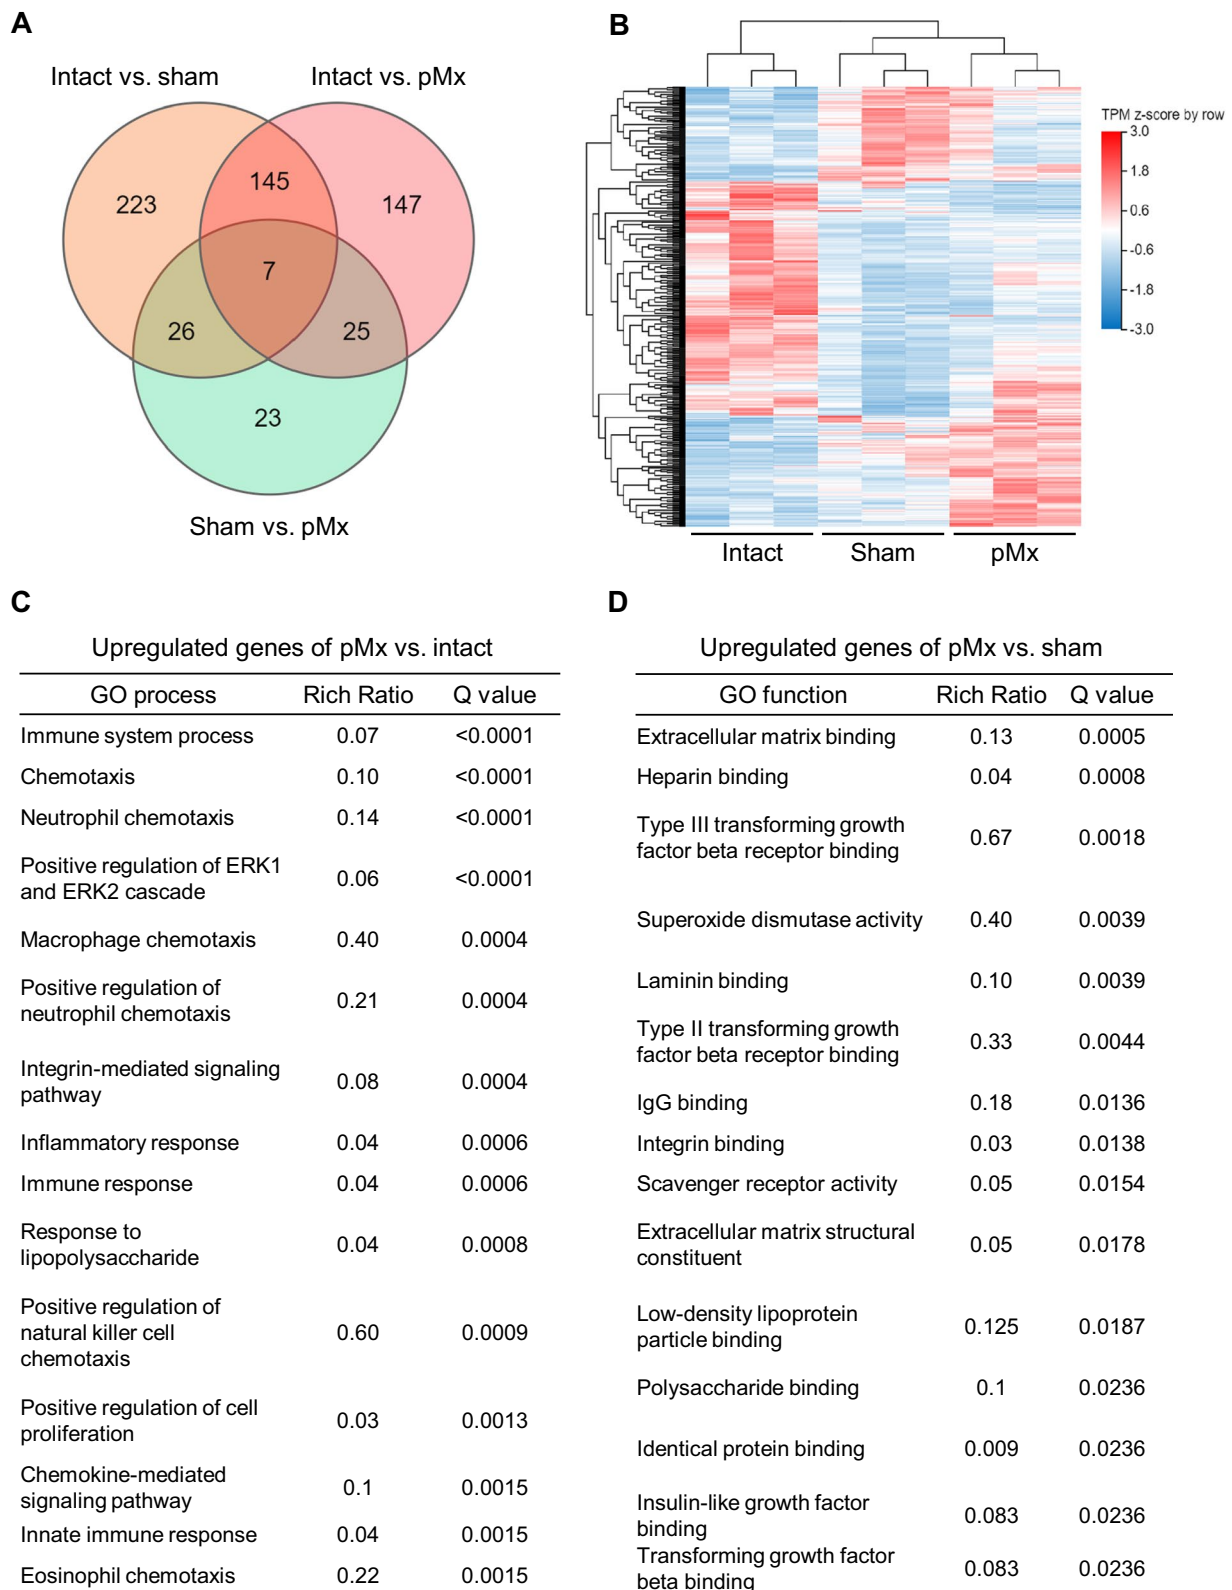 A
Intact vs. sham
Intact vs. pMx
223
145
147
7
26
25
23
Sham vs. pMx
B
TPM z-score by row
3.0
1.8
0.6
-0.6
-1.8
-3.0
Intact
Sham
pMx
C
Upregulated genes of pMx vs. intact
GO process Rich Ratio Q value
Immune system process 0.07 <0.0001
Chemotaxis 0.10 <0.0001
Neutrophil chemotaxis 0.14 <0.0001
Positive regulation of ERK1
and ERK2 cascade 0.06 <0.0001
Macrophage chemotaxis 0.40 0.0004
Positive regulation of
neutrophil chemotaxis 0.21 0.0004
Integrin-mediated signaling
pathway 0.08 0.0004
Inflammatory response 0.04 0.0006
Immune response 0.04 0.0006
Response to
lipopolysaccharide 0.04 0.0008
Positive regulation of
natural killer cell 0.60 0.0009
chemotaxis
Positive regulation of cell
proliferation 0.03 0.0013
Chemokine-mediated
signaling pathway 0.1 0.0015
Innate immune response 0.04 0.0015
Eosinophil chemotaxis 0.22 0.0015
D
Upregulated genes of pMx vs. sham
GO function Rich Ratio Q value
Extracellular matrix binding 0.13 0.0005
Heparin binding 0.04 0.0008
Type III transforming growth
factor beta receptor binding 0.67 0.0018
Superoxide dismutase activity 0.40 0.0039
Laminin binding 0.10 0.0039
Type II transforming growth
factor beta receptor binding 0.33 0.0044
IgG binding 0.18 0.0136
Integrin binding 0.03 0.0138
Scavenger receptor activity 0.05 0.0154
Extracellular matrix structural
constituent 0.05 0.0178
Low-density lipoprotein
particle binding 0.125 0.0187
Polysaccharide binding 0.1 0.0236
Identical protein binding 0.009 0.0236
Insulin-like growth factor
binding 0.083 0.0236
Transforming growth factor
beta binding 0.083 0.0236